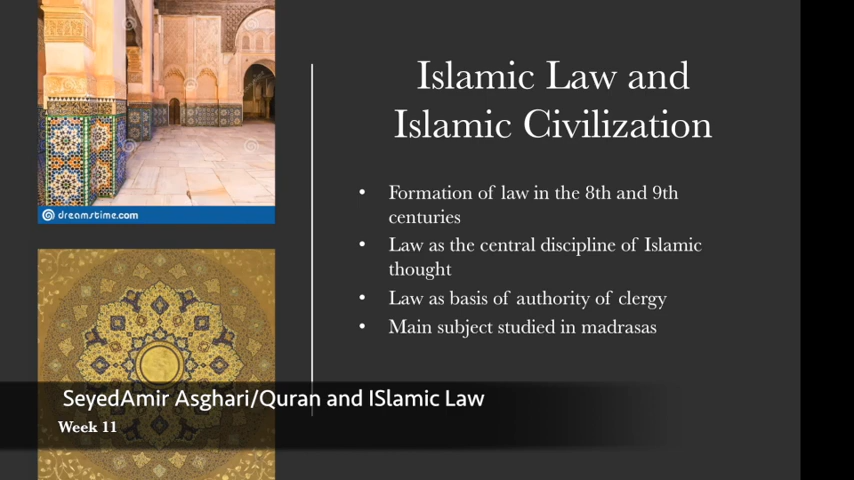 Islamic Law and
Islamic Civilization
• Formation of law in the 8th and 9th
centuries
• Law as the central discipline of Islamic
thought
• Law as basis of authority of clergy
• Main subject studied in madrasas
dreamstime.com
SeyedAmir Asghari/Quran and ISlamic Law
Week 11